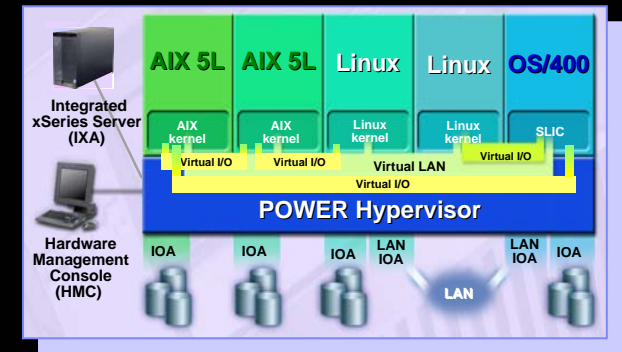 AIX 5L
AIX 5L
Linux
Linux
OS/400
Integrated
xSeries Server
(IXA)
AIX
kernel
AIX
kernel
Linux
kernel
Linux
kernel
SLIC
Virtual I/O
Virtual I/O
Virtual LAN
Virtual I/O
Virtual I/O
POWER Hypervisor
Hardware
Management
Console
(HMC)
IOA
IOA
IOA
LAN
IOA
LAN
IOA
IOA
LAN